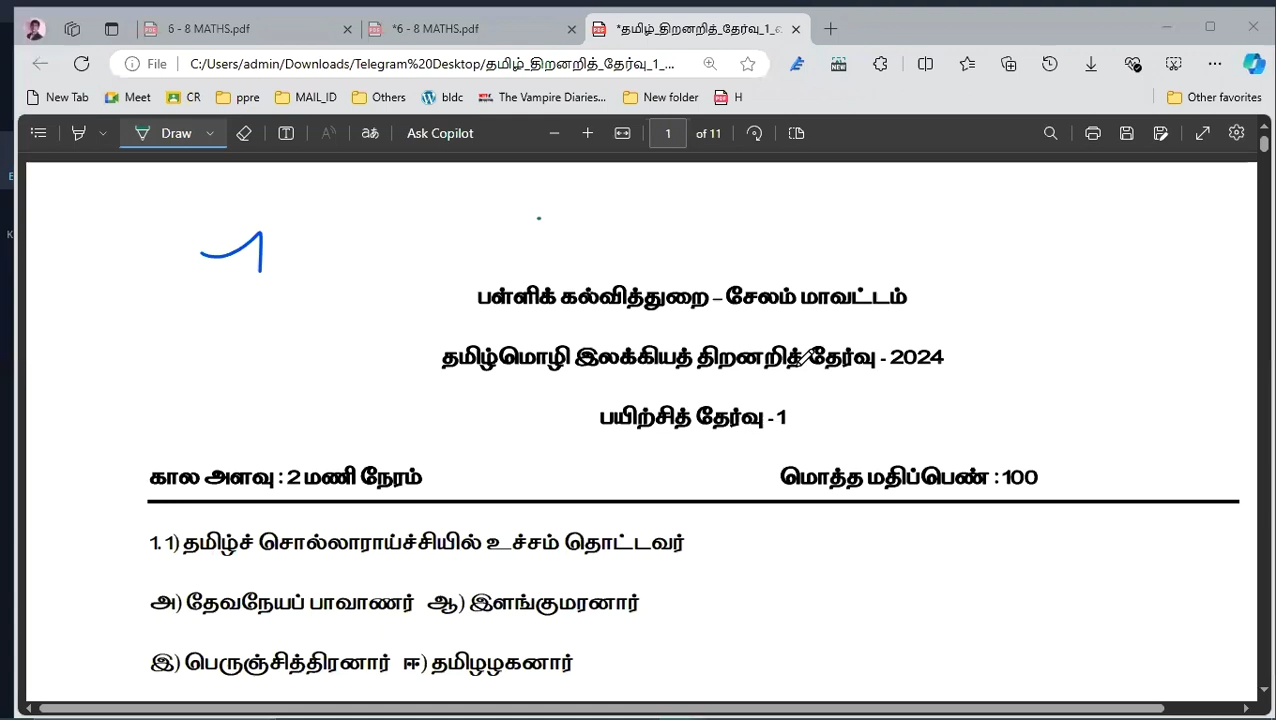 6 - 8 MATHS.pdf
*6 - 8 MATHS.pdf
*தமிழ்_திறனறித்_தேர்வு_1_எ
File
C:/Users/admin/Downloads/Telegram%20Desktop/தமிழ்_திறனறித்_தேர்வு_1_...
New Tab Meet CR ppre MAIL_ID Others bldc The Vampire Diaries... New folder H Other favorites
Draw Ask Copilot 1 of 11
பள்ளிக் கல்வித்துறை – சேலம் மாவட்டம்
தமிழ்மொழி இலக்கியத் திறனறித் தேர்வு - 2024
பயிற்சித் தேர்வு - 1
கால அளவு : 2 மணி நேரம் மொத்த மதிப்பெண் : 100
1. 1) தமிழ்ச் சொல்லாராய்ச்சியில் உச்சம் தொட்டவர்
அ) தேவநேயப் பாவாணர் ஆ) இளங்குமரனார்
இ) பெருஞ்சித்திரனார் ஈ) தமிழழகனார்